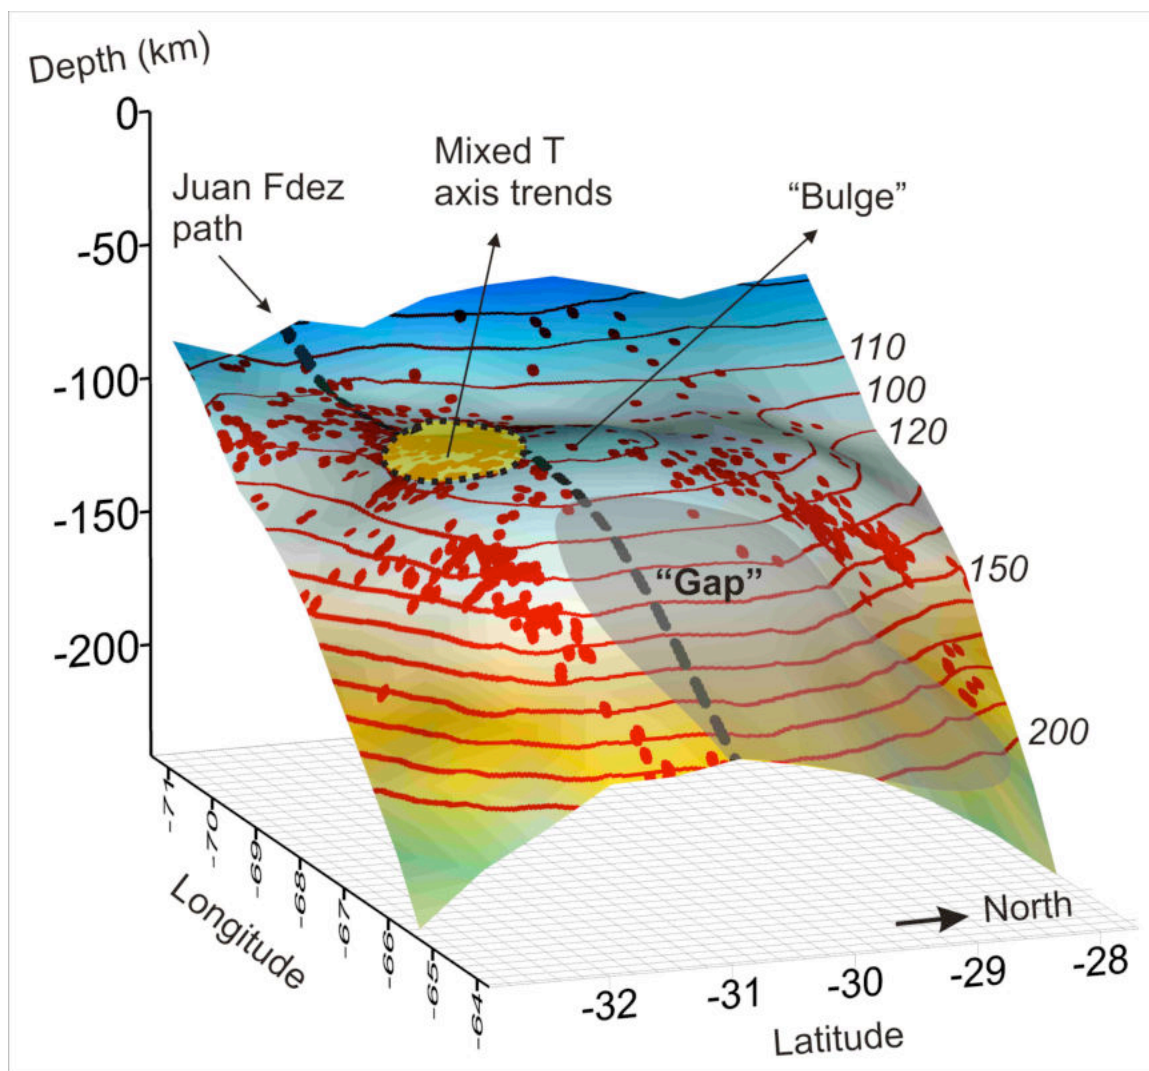 Depth (km)
0
-50
-100
-150
-200
Juan Fdez
path
Mixed T
axis trends
“Bulge”
110
100
120
“Gap”
150
200
-71
-70
-69
-68
-67
-66
-65
-64
Longitude
North
-32
-31
-30
-29
-28
Latitude